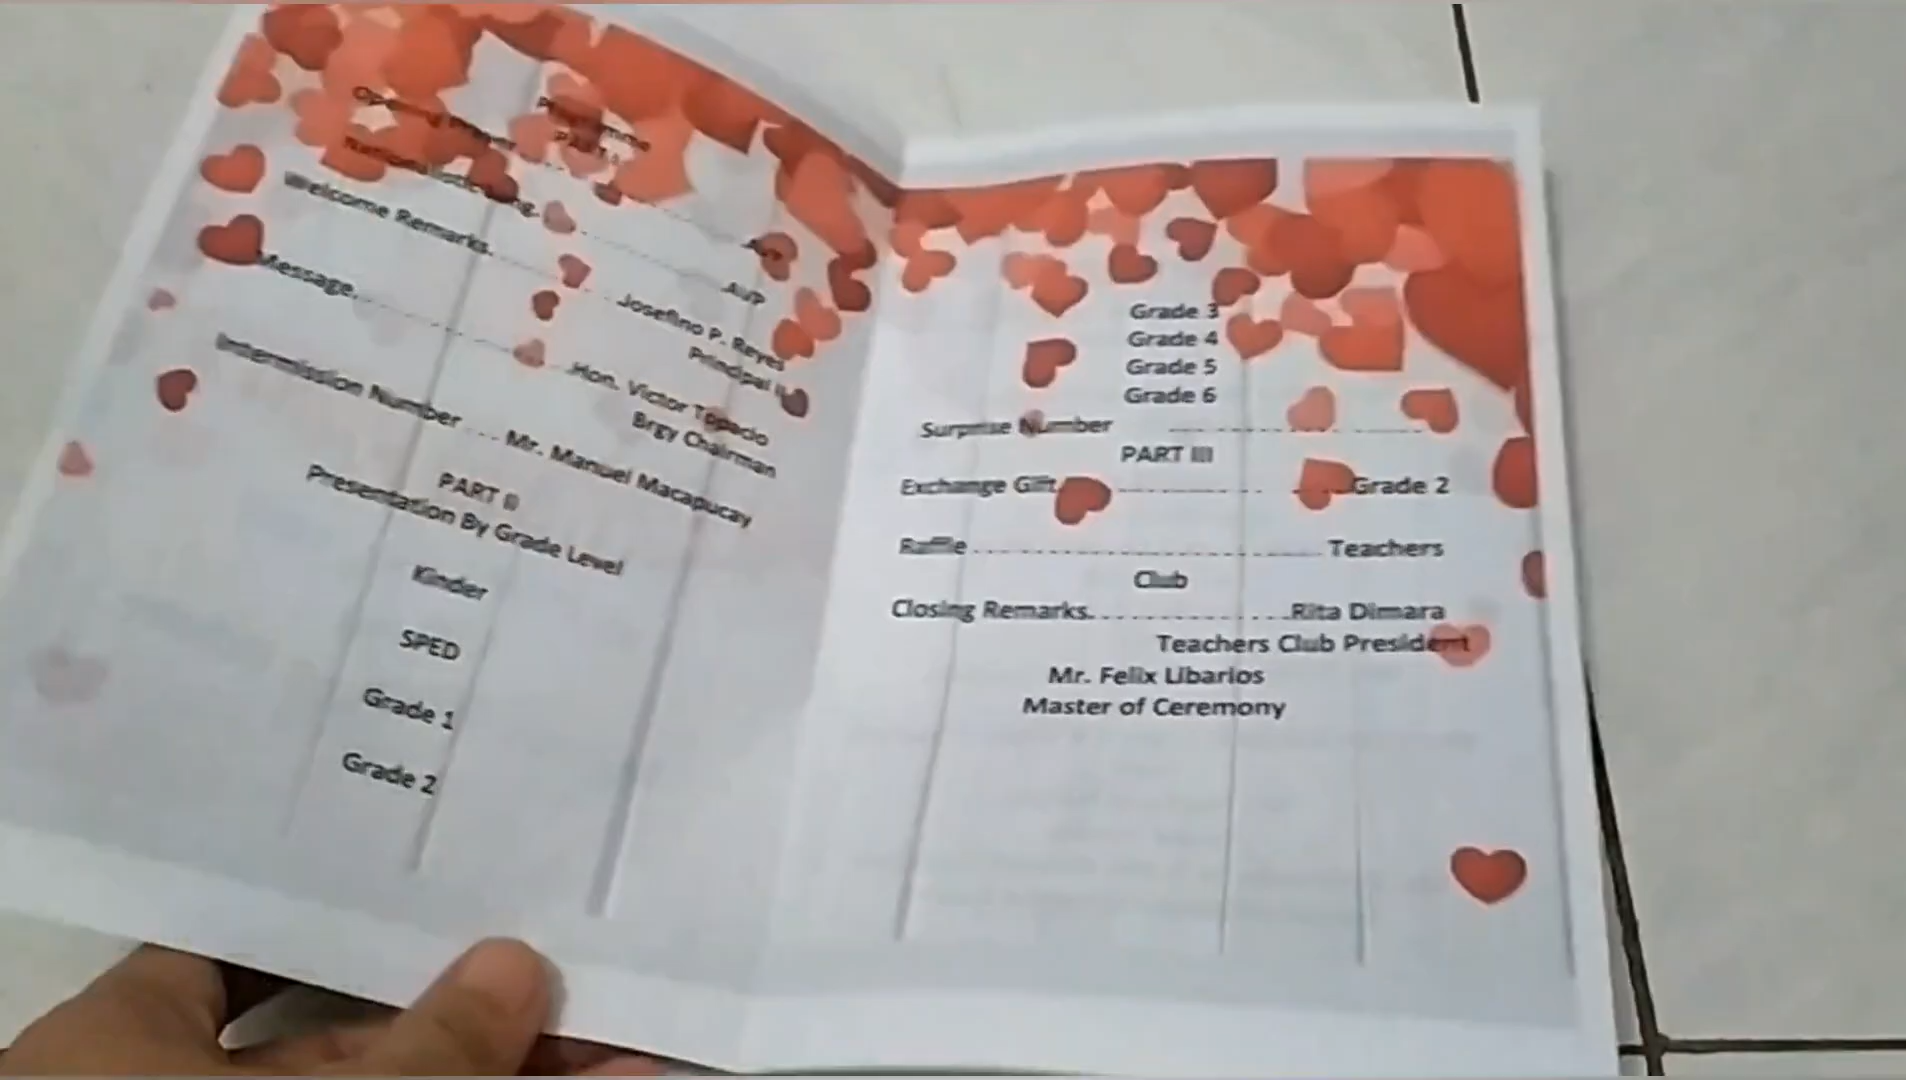 Programme
PART I
Opening Prayer........AVP
Nationalistic Song.........AVP
Welcome Remarks..........Josefino P. Reyes
Principal II
Message..........Hon. Victor
Brgy Chairman
Intermission Number .... Mr. Manuel Macapucay
PART II
Presentation By Grade Level
Kinder
SPED
Grade 1
Grade 2
Grade 3
Grade 4
Grade 5
Grade 6
Surprise Number ..........
PART III
Exchange Gift..........Grade 2
Raffle..........Teachers
Club
Closing Remarks..........Rita Dimara
Teachers Club President
Mr. Felix Libarios
Master of Ceremony